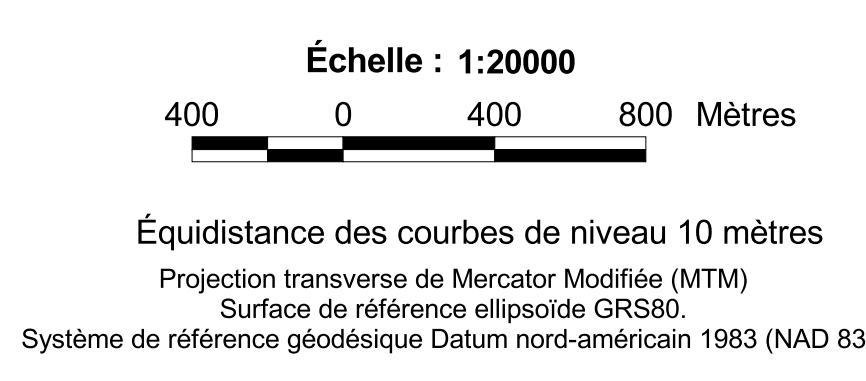 Échelle : 1:20000
400 0 400 800 Mètres
Équidistance des courbes de niveau 10 mètres
Projection transverse de Mercator Modifiée (MTM)
Surface de référence ellipsoïde GRS80.
Système de référence géodésique Datum nord-américain 1983 (NAD 83